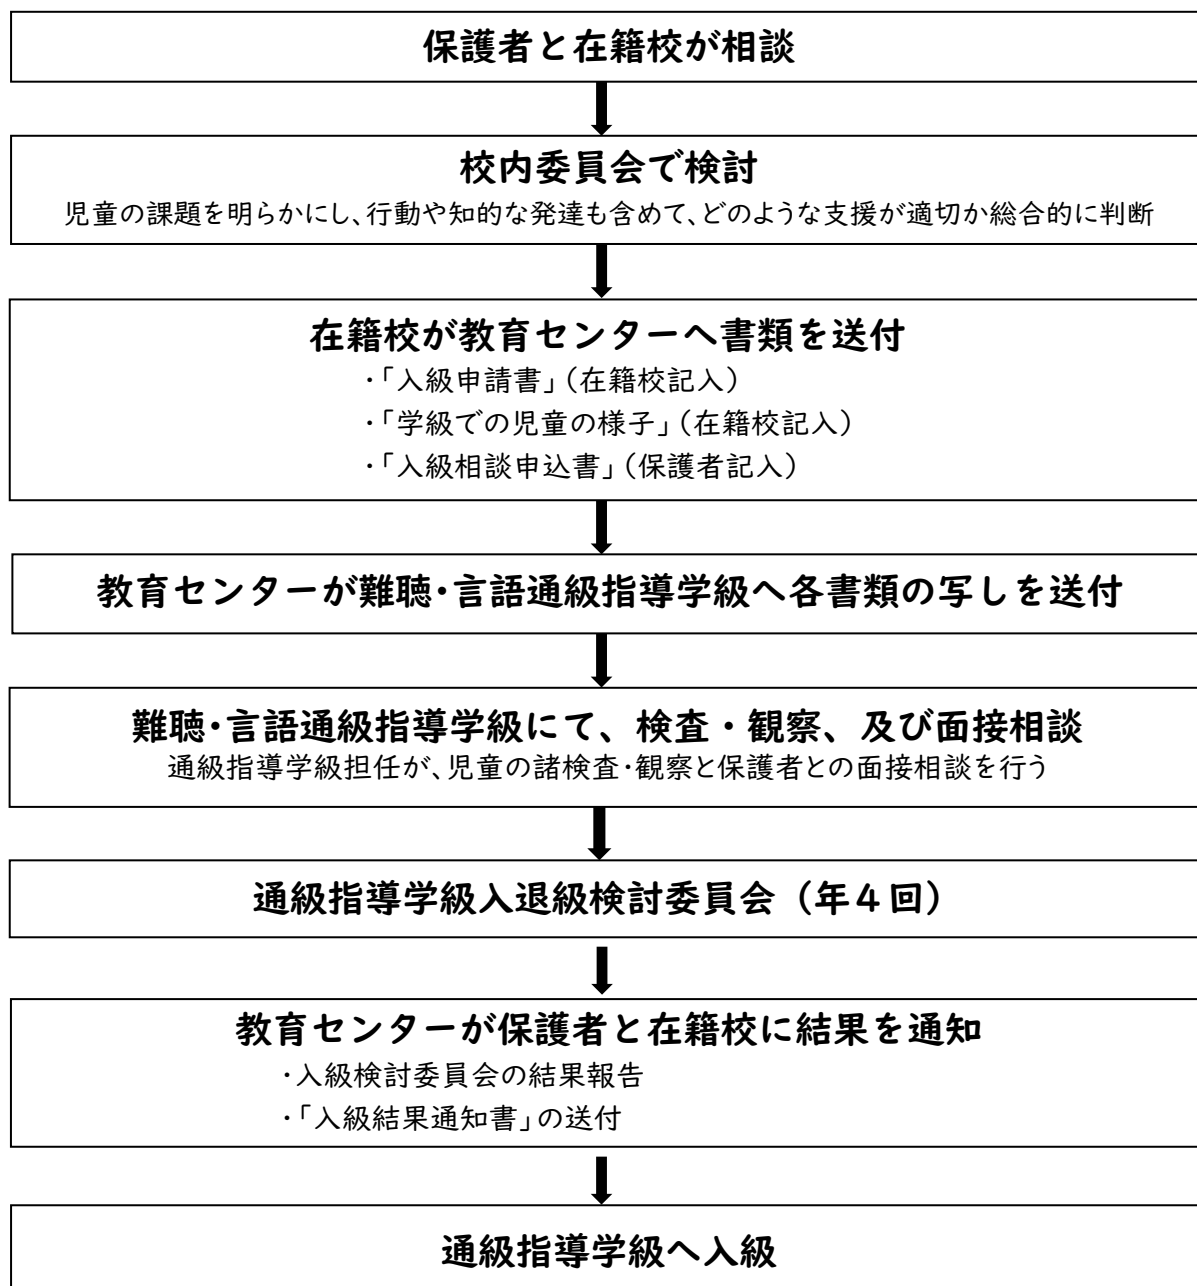 保護者と在籍校が相談
校内委員会で検討
児童の課題を明らかにし、行動や知的な発達も含めて、どのような支援が適切か総合的に判断
在籍校が教育センターへ書類を送付
・「入級申請書」（在籍校記入）
・「学級での児童の様子」（在籍校記入）
・「入級相談申込書」（保護者記入）
教育センターが難聴・言語通級指導学級へ各書類の写しを送付
難聴・言語通級指導学級にて、検査・観察、及び面接相談
通級指導学級担任が、児童の諸検査・観察と保護者との面接相談を行う
通級指導学級入退級検討委員会（年４回）
教育センターが保護者と在籍校に結果を通知
・入級検討委員会の結果報告
・「入級結果通知書」の送付
通級指導学級へ入級